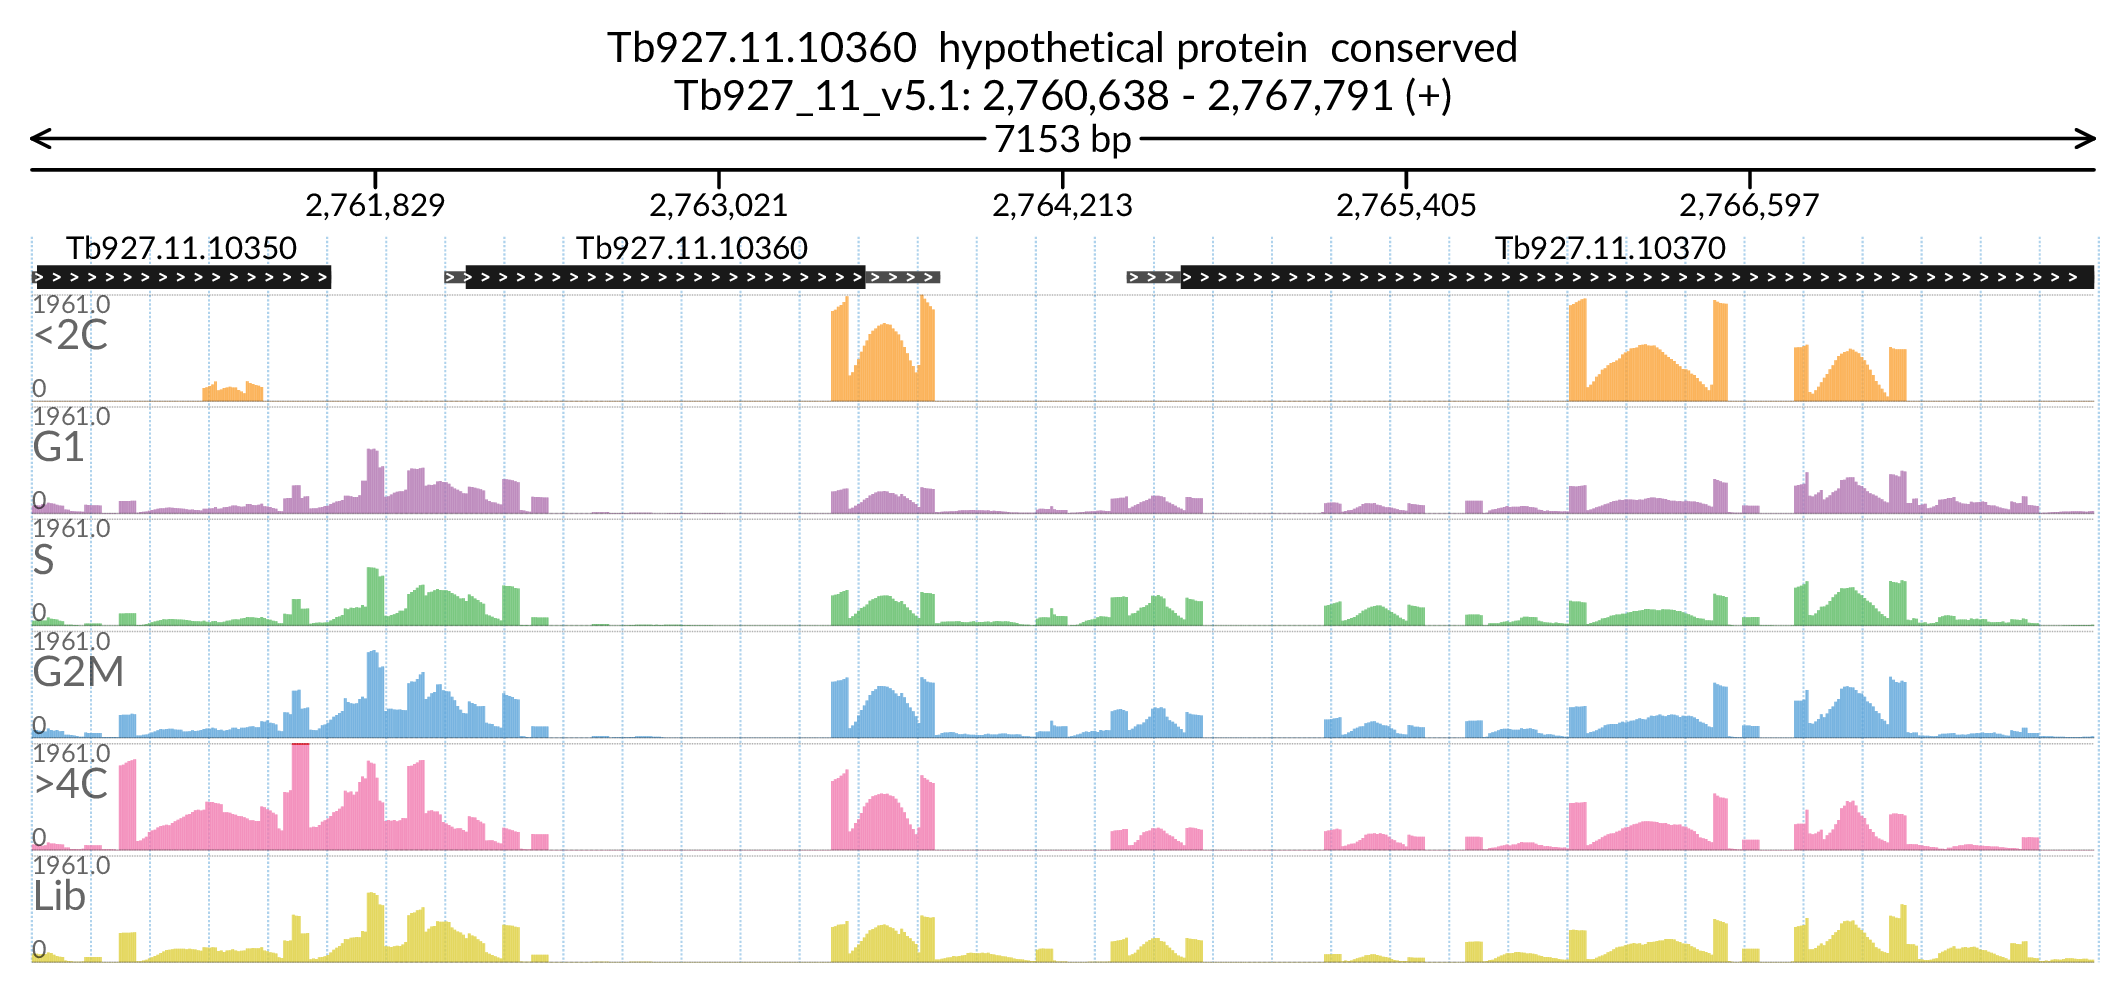 Tb927.11.10360  hypothetical protein  conserved
Tb927_11_v5.1: 2,760,638 - 2,767,791 (+)
7153 bp
2,761,829 2,763,021 2,764,213 2,765,405 2,766,597
Tb927.11.10350 Tb927.11.10360 Tb927.11.10370
1961.0
<2C
0
1961.0
G1
0
1961.0
S
0
1961.0
G2M
0
1961.0
>4C
0
1961.0
Lib
0